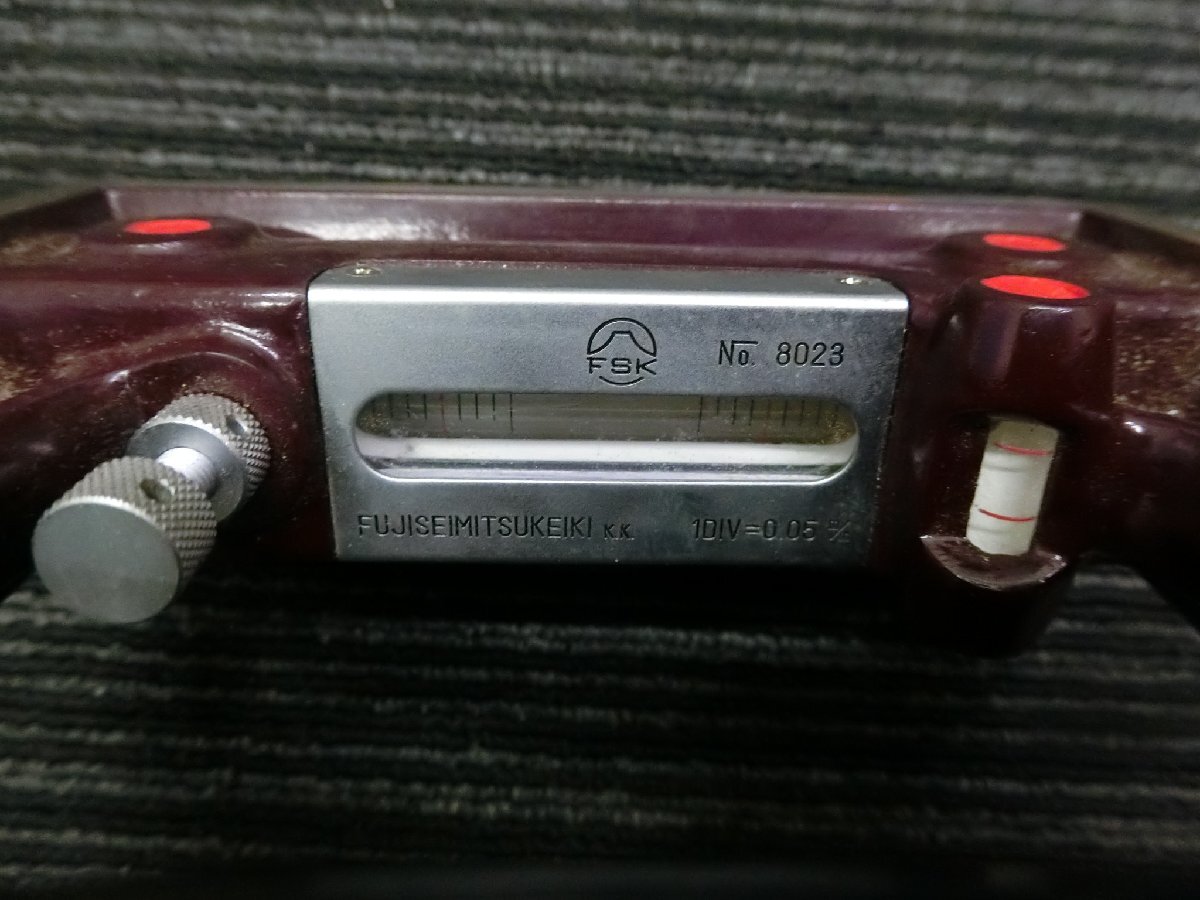 FSK
No. 8023
FUJISEIMITSUKEIKI K.K.
1DIV=0.05